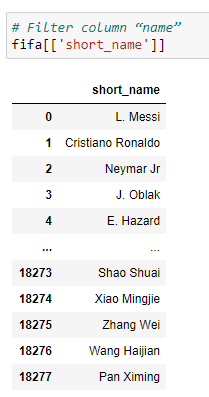 # Filter column “name”
fifa[['short_name']]
short_name
0 L. Messi
1 Cristiano Ronaldo
2 Neymar Jr
3 J. Oblak
4 E. Hazard
... ...
18273 Shao Shuai
18274 Xiao Mingjie
18275 Zhang Wei
18276 Wang Haijian
18277 Pan Ximing